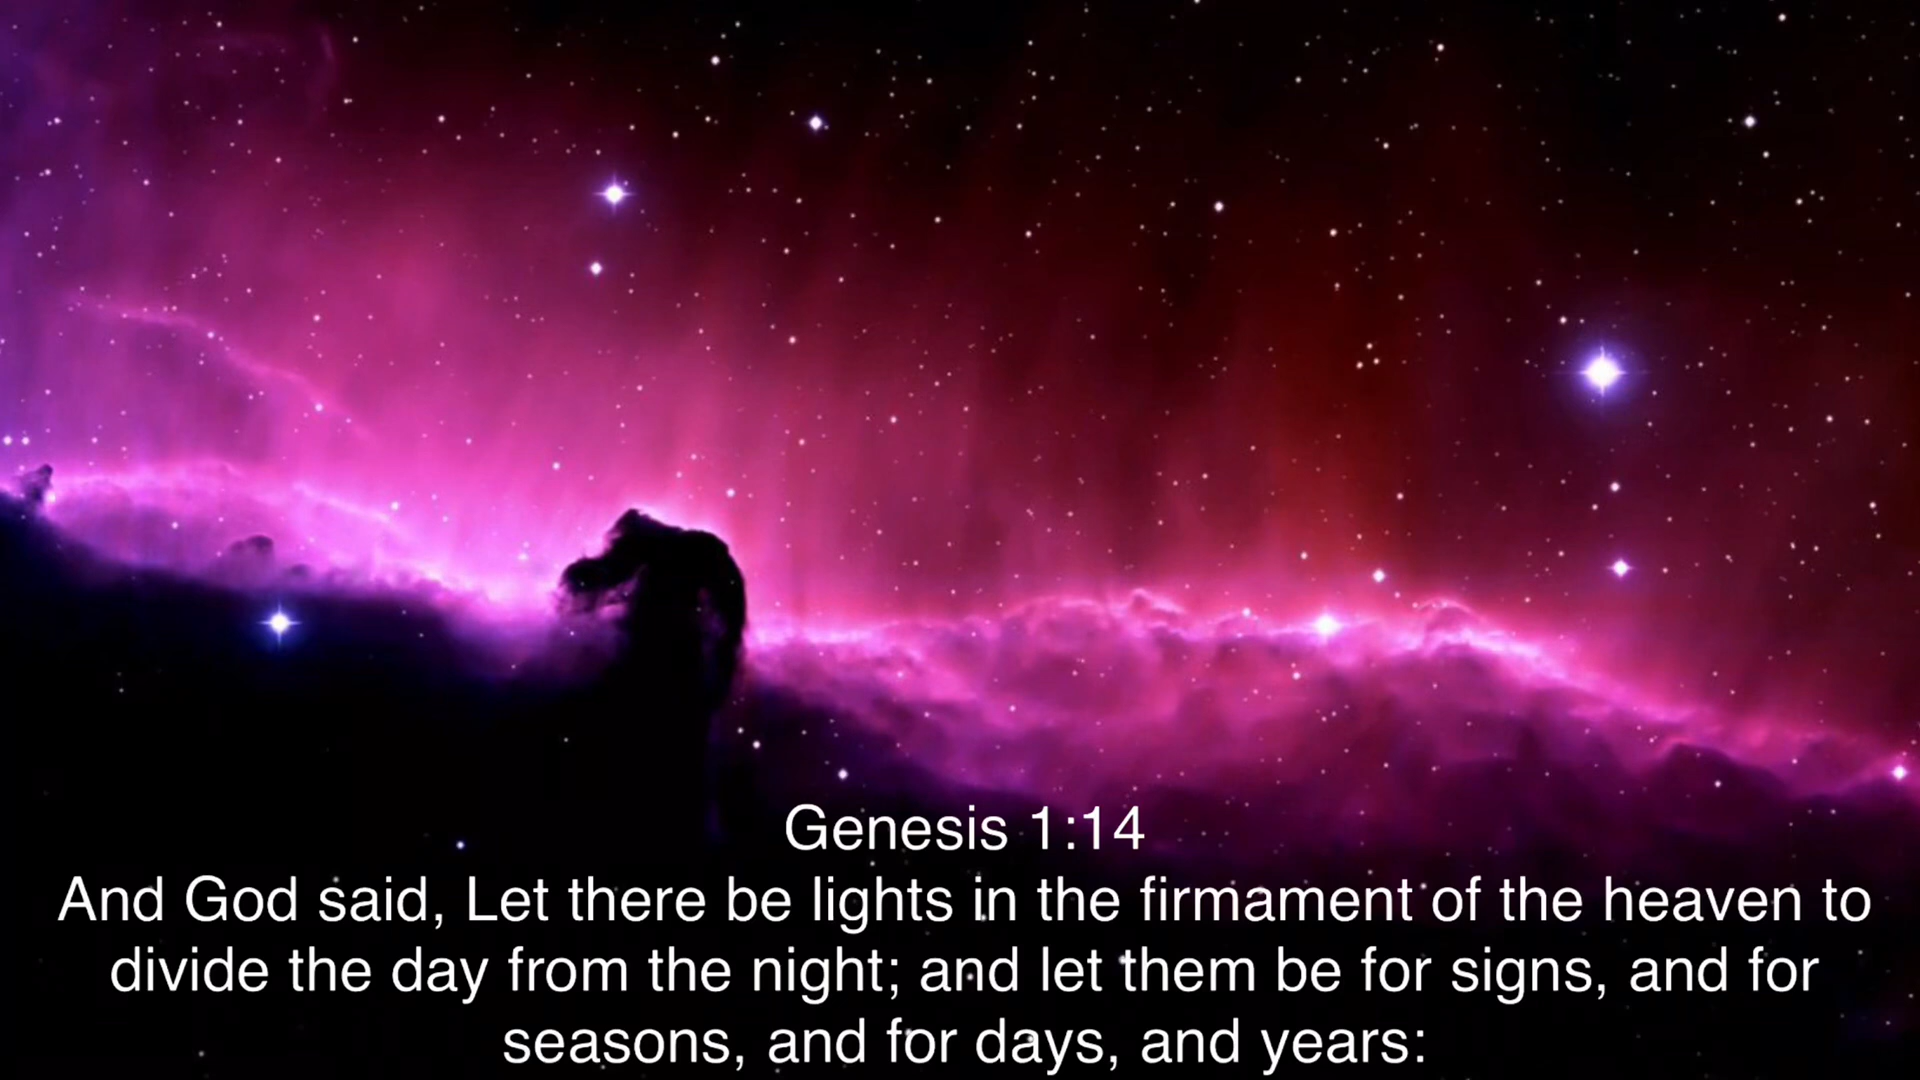 Genesis 1:14
And God said, Let there be lights in the firmament of the heaven to
divide the day from the night; and let them be for signs, and for
seasons, and for days, and years: